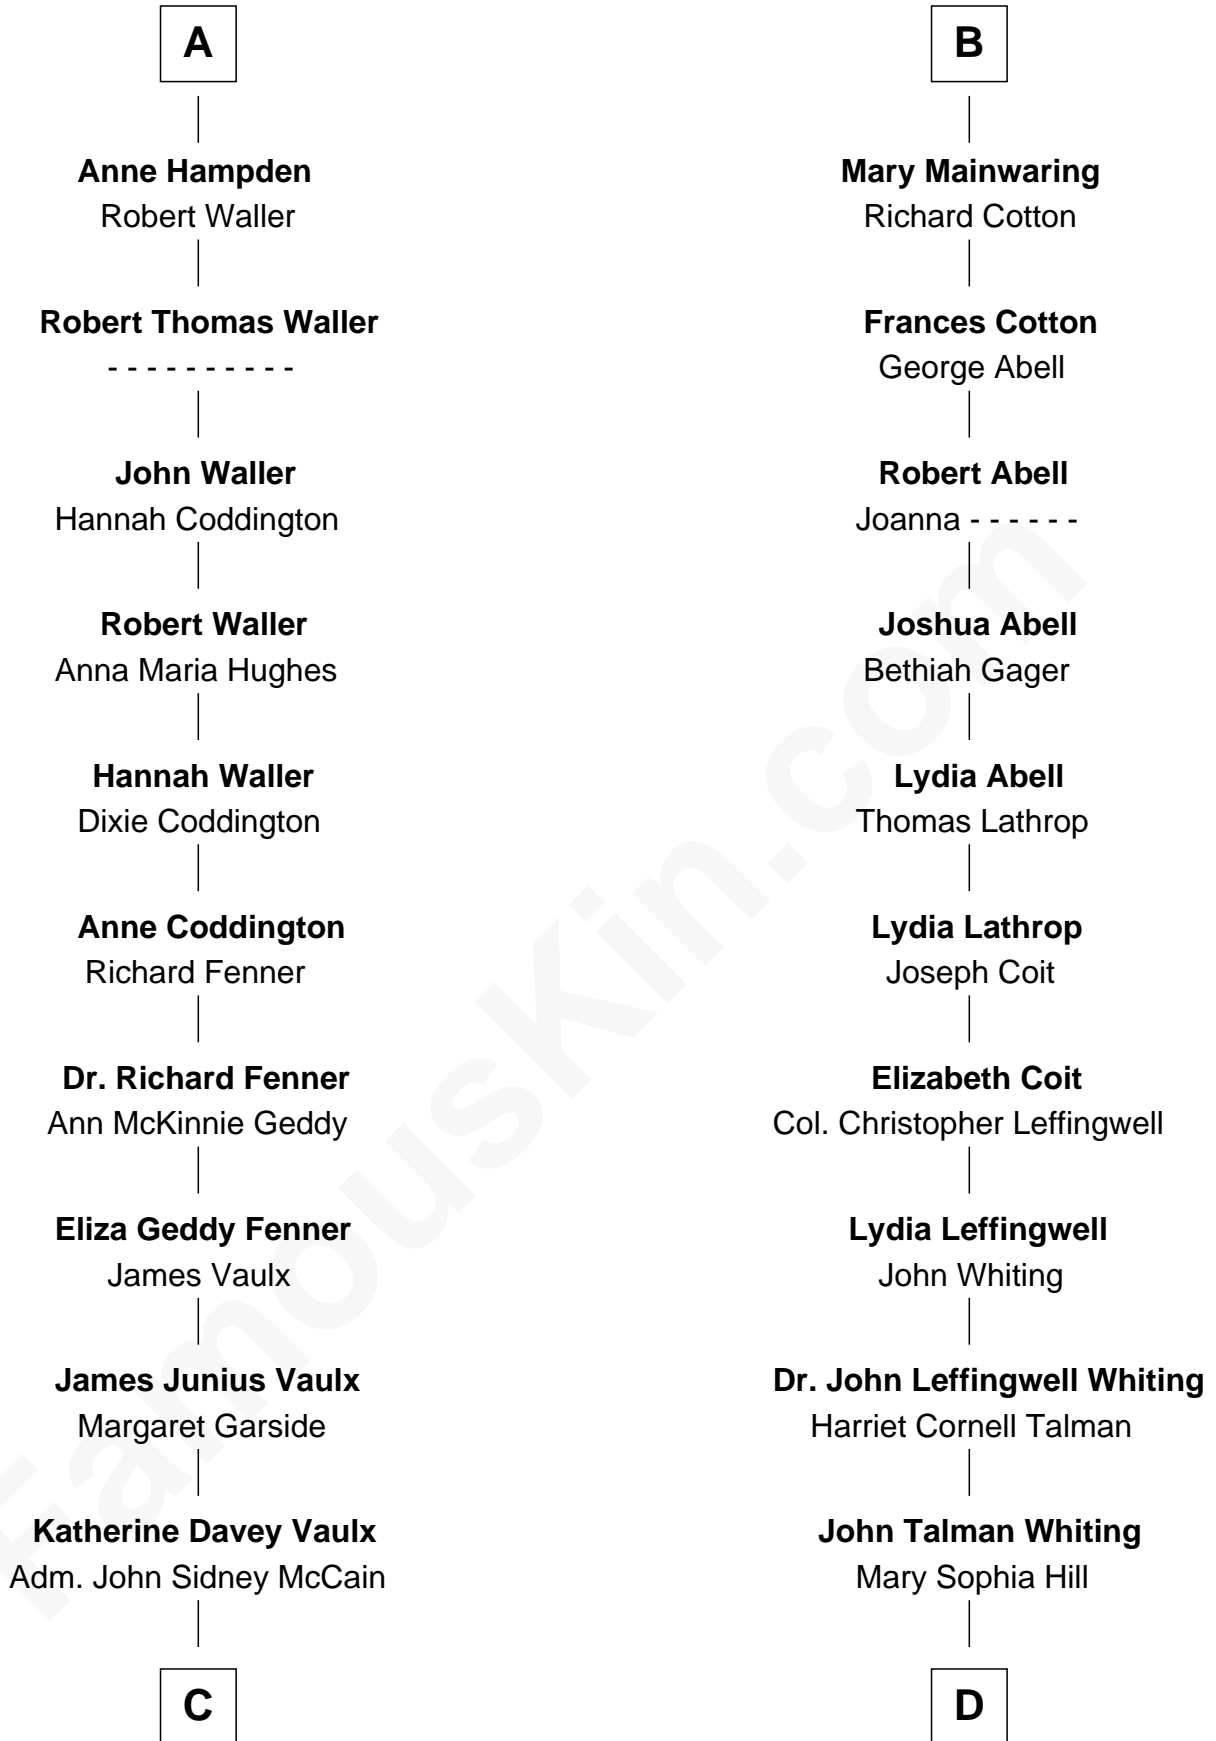 A
Anne Hampden
Robert Waller
Robert Thomas Waller
- - - - - - - - - -
John Waller
Hannah Coddington
Robert Waller
Anna Maria Hughes
Hannah Waller
Dixie Coddington
Anne Coddington
Richard Fenner
Dr. Richard Fenner
Ann McKinnie Geddy
Eliza Geddy Fenner
James Vaulx
James Junius Vaulx
Margaret Garside
Katherine Davey Vaulx
Adm. John Sidney McCain
C
B
Mary Mainwaring
Richard Cotton
Frances Cotton
George Abell
Robert Abell
Joanna - - - - - -
Joshua Abell
Bethiah Gager
Lydia Abell
Thomas Lathrop
Lydia Lathrop
Joseph Coit
Elizabeth Coit
Col. Christopher Leffingwell
Lydia Leffingwell
John Whiting
Dr. John Leffingwell Whiting
Harriet Cornell Talman
John Talman Whiting
Mary Sophia Hill
D
FamousKin.com